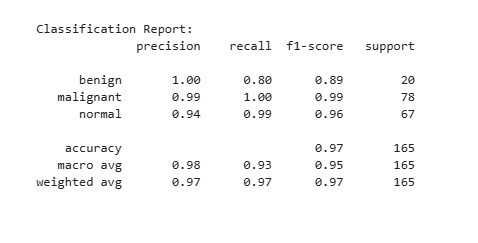 Classification Report:
precision recall f1-score support
benign 1.00 0.80 0.89 20
malignant 0.99 1.00 0.99 78
normal 0.94 0.99 0.96 67
accuracy 0.97 165
macro avg 0.98 0.93 0.95 165
weighted avg 0.97 0.97 0.97 165